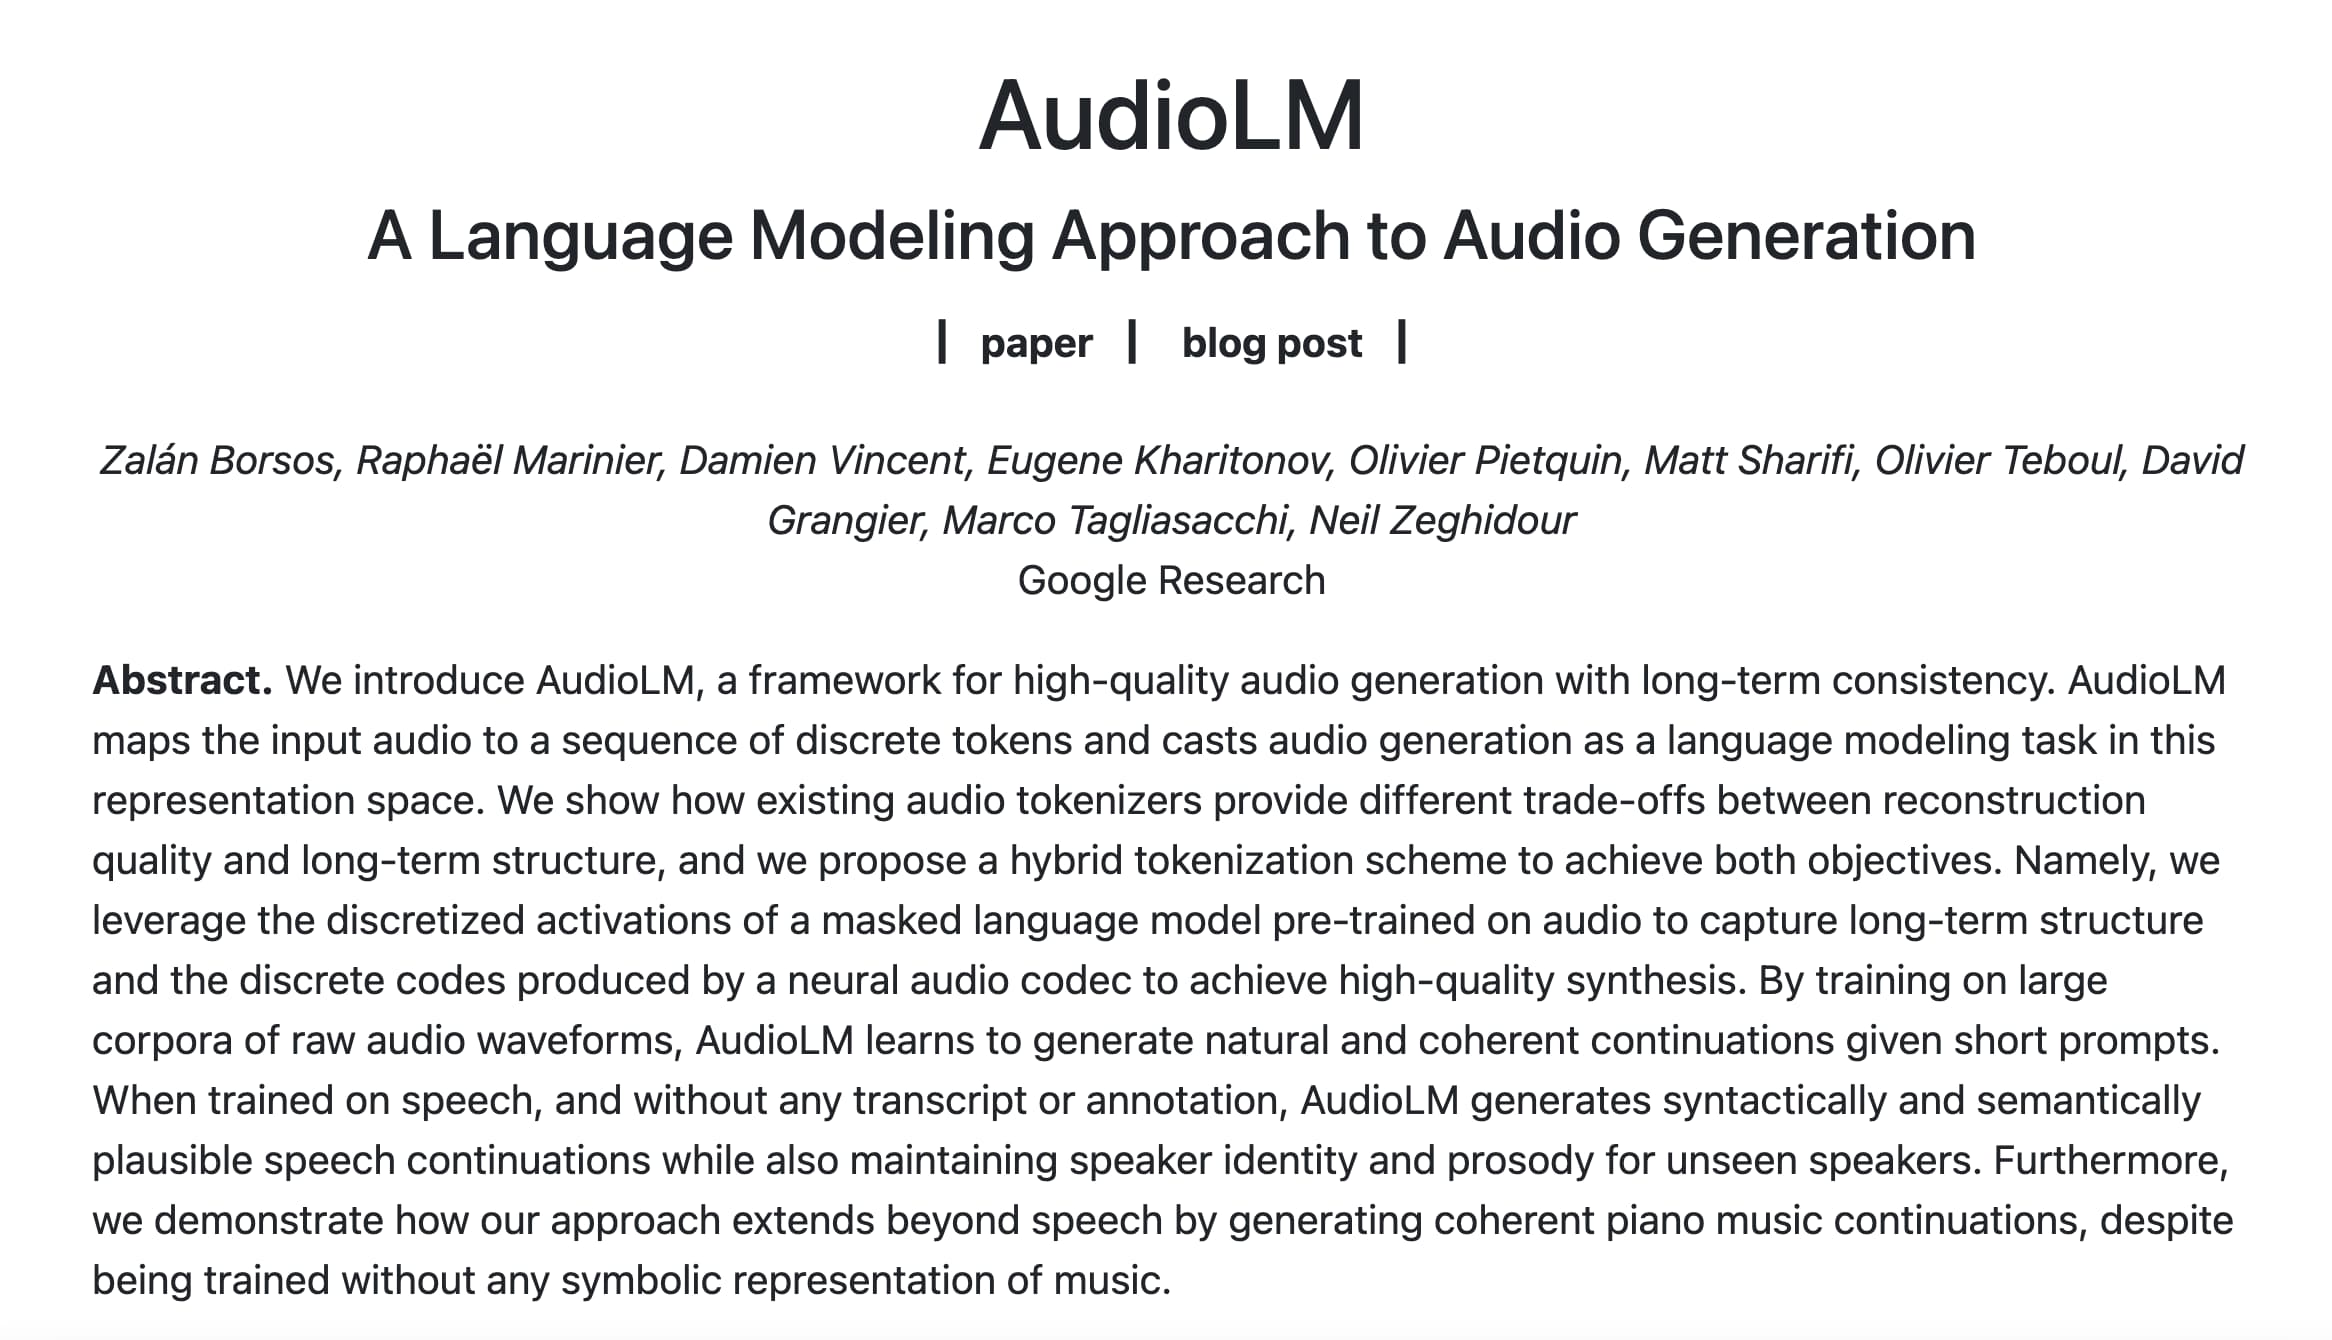 AudioLM
A Language Modeling Approach to Audio Generation
| paper | blog post |
Zalán Borsos, Raphaël Marinier, Damien Vincent, Eugene Kharitonov, Olivier Pietquin, Matt Sharifi, Olivier Teboul, David
Grangier, Marco Tagliasacchi, Neil Zeghidour
Google Research
Abstract. We introduce AudioLM, a framework for high-quality audio generation with long-term consistency. AudioLM
maps the input audio to a sequence of discrete tokens and casts audio generation as a language modeling task in this
representation space. We show how existing audio tokenizers provide different trade-offs between reconstruction
quality and long-term structure, and we propose a hybrid tokenization scheme to achieve both objectives. Namely, we
leverage the discretized activations of a masked language model pre-trained on audio to capture long-term structure
and the discrete codes produced by a neural audio codec to achieve high-quality synthesis. By training on large
corpora of raw audio waveforms, AudioLM learns to generate natural and coherent continuations given short prompts.
When trained on speech, and without any transcript or annotation, AudioLM generates syntactically and semantically
plausible speech continuations while also maintaining speaker identity and prosody for unseen speakers. Furthermore,
we demonstrate how our approach extends beyond speech by generating coherent piano music continuations, despite
being trained without any symbolic representation of music.